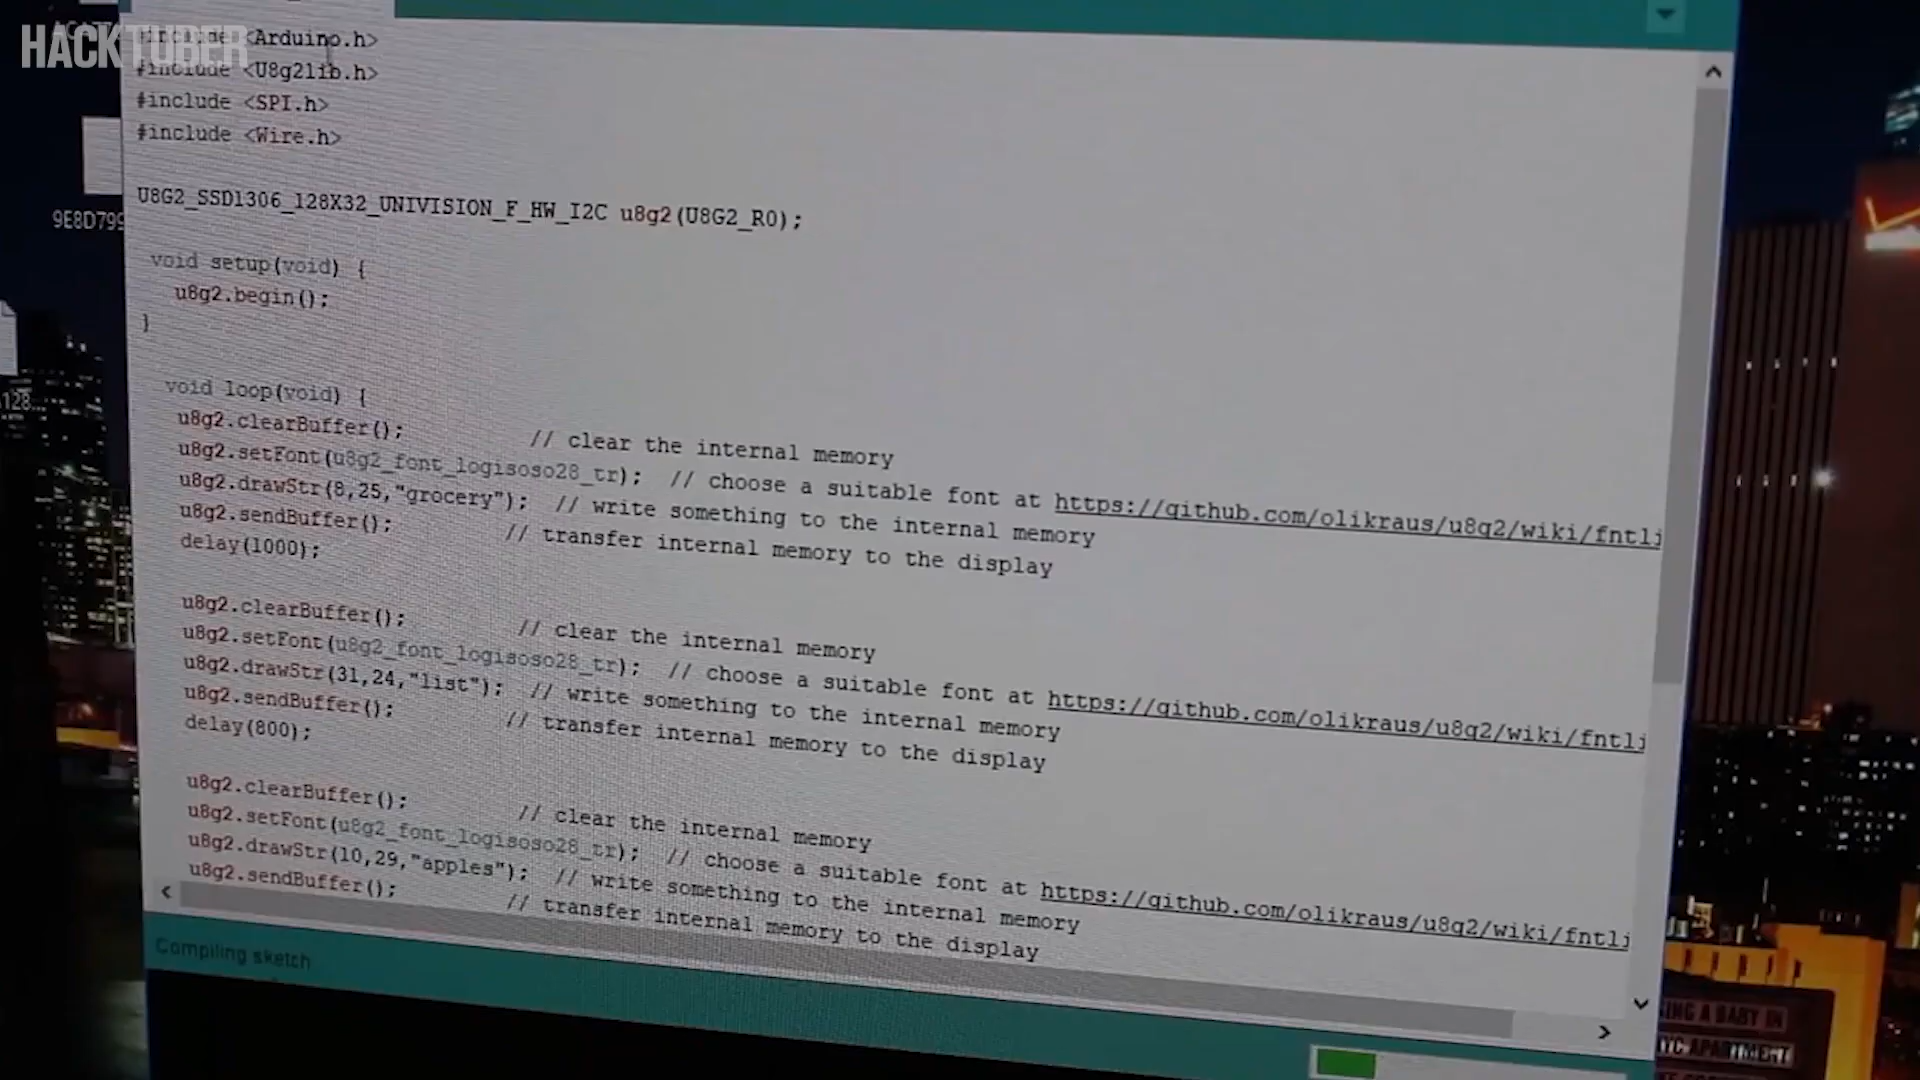 HACKTUBER
#include <Arduino.h>
#include <U8g2lib.h>
#include <SPI.h>
#include <Wire.h>
9E8D799
U8G2_SSD1306_128X32_UNIVISION_F_HW_I2C u8g2(U8G2_R0);
void setup(void) {
u8g2.begin();
}
128...
void loop(void) {
u8g2.clearBuffer(); // clear the internal memory
u8g2.setFont(u8g2_font_logisoso28_tr); // choose a suitable font at https://github.com/olikraus/u8g2/wiki/fntli
u8g2.drawStr(8,25,"grocery"); // write something to the internal memory
u8g2.sendBuffer(); // transfer internal memory to the display
delay(1000);
u8g2.clearBuffer(); // clear the internal memory
u8g2.setFont(u8g2_font_logisoso28_tr); // choose a suitable font at https://github.com/olikraus/u8g2/wiki/fntli
u8g2.drawStr(31,24,"list"); // write something to the internal memory
u8g2.sendBuffer(); // transfer internal memory to the display
delay(800);
u8g2.clearBuffer(); // clear the internal memory
u8g2.setFont(u8g2_font_logisoso28_tr); // choose a suitable font at https://github.com/olikraus/u8g2/wiki/fntli
u8g2.drawStr(10,29,"apples"); // write something to the internal memory
u8g2.sendBuffer(); // transfer internal memory to the display
Compiling sketch
A BABY IN
APARTMENT